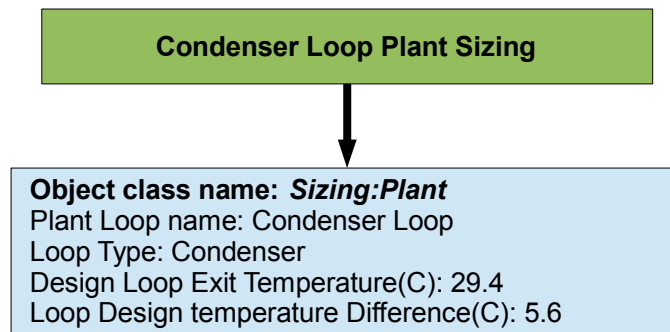 Condenser Loop Plant Sizing
Object class name: Sizing:Plant
Plant Loop name: Condenser Loop
Loop Type: Condenser
Design Loop Exit Temperature(C): 29.4
Loop Design temperature Difference(C): 5.6